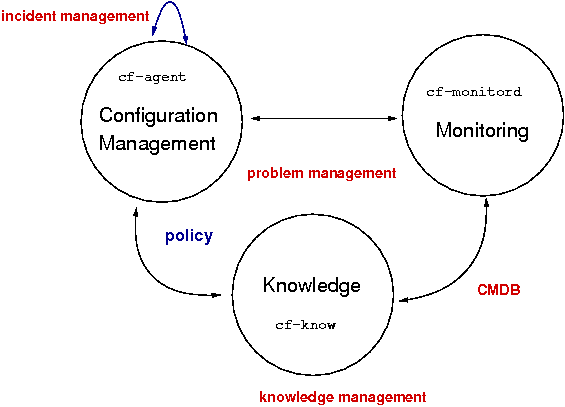 incident management
cf-agent
Configuration
Management
cf-monitord
Monitoring
problem management
policy
Knowledge
cf-know
CMDB
knowledge management